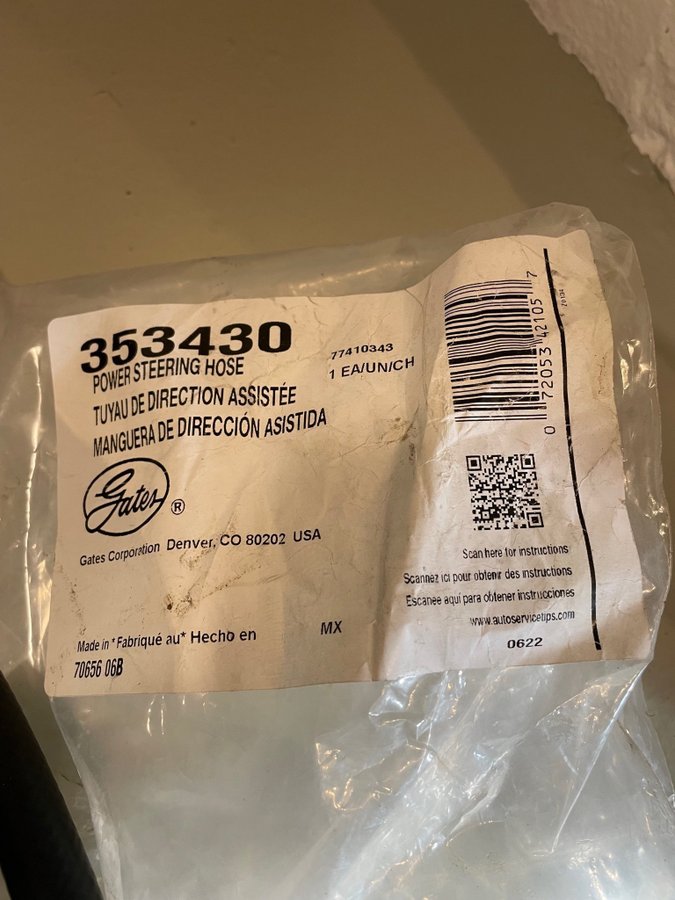 353430
POWER STEERING HOSE
TUYAU DE DIRECTION ASSISTÉE
MANGUERA DE DIRECCIÓN ASISTIDA
77410343
1 EA/UN/CH
Gates ®
Gates Corporation Denver, CO 80202 USA
Made in * Fabriqué au* Hecho en MX
70656 06B
0 72053 42105 7
Scan here for instructions
Scannez ici pour obtenir des instructions
Escanee aquí para obtener instrucciones
www.autoservicetips.com
0622